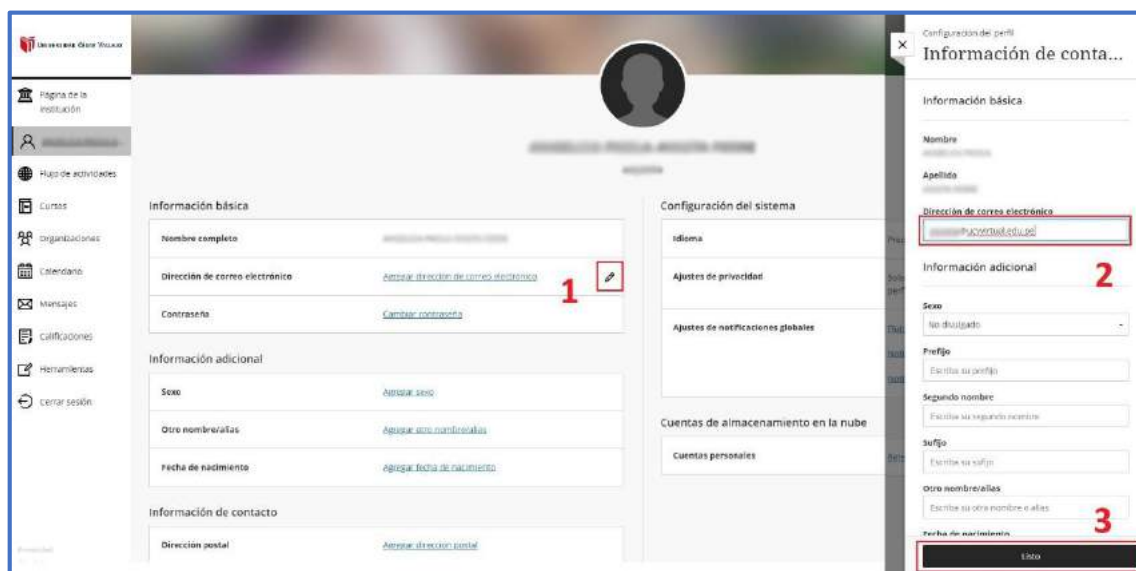 UNIVERSIDAD CÉSAR VALLEJO
Página de la
institución
Flujo de actividades
Cursos
Organizaciones
Calendario
Mensajes
Calificaciones
Herramientas
Cerrar sesión
Información básica
Nombre completo
Dirección de correo electrónico
Agregar dirección de correo electrónico
1
Contraseña
Cambiar contraseña
Información adicional
Sexo
Agregar sexo
Otro nombre/alias
Agregar otro nombre/alias
Fecha de nacimiento
Agregar fecha de nacimiento
Información de contacto
Dirección postal
Agregar dirección postal
Configuración del sistema
Idioma
Ajustes de privacidad
Ajustes de notificaciones globales
Cuentas de almacenamiento en la nube
Cuentas personales
Configuración del perfil
Información de conta...
Información básica
Nombre
Apellido
Dirección de correo electrónico
@ucvvirtual.edu.pe
2
Información adicional
Sexo
No divulgado
Prefijo
Escriba su prefijo
Segundo nombre
Escriba su segundo nombre
Sufijo
Escriba su sufijo
Otro nombre/alias
Escriba su otro nombre o alias
Fecha de nacimiento
3
Listo